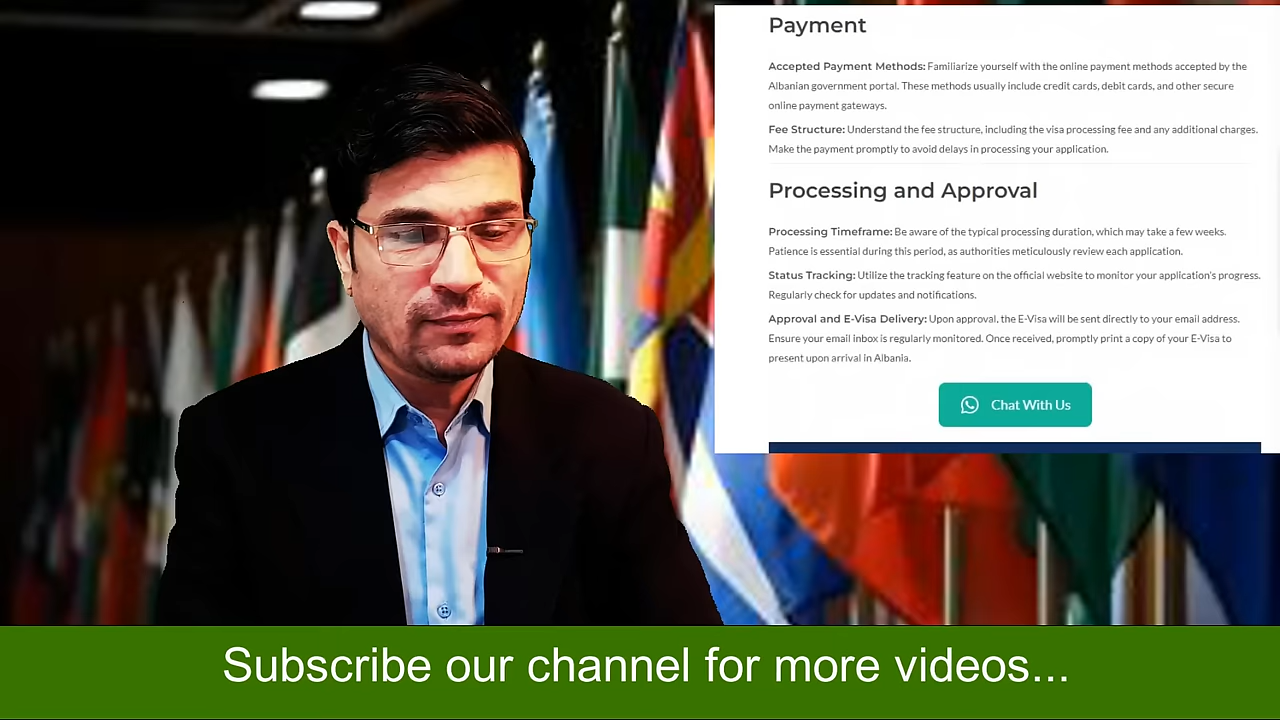 Payment
Accepted Payment Methods: Familiarize yourself with the online payment methods accepted by the
Albanian government portal. These methods usually include credit cards, debit cards, and other secure
online payment gateways.
Fee Structure: Understand the fee structure, including the visa processing fee and any additional charges.
Make the payment promptly to avoid delays in processing your application.
Processing and Approval
Processing Timeframe: Be aware of the typical processing duration, which may take a few weeks.
Patience is essential during this period, as authorities meticulously review each application.
Status Tracking: Utilize the tracking feature on the official website to monitor your application's progress.
Regularly check for updates and notifications.
Approval and E-Visa Delivery: Upon approval, the E-Visa will be sent directly to your email address.
Ensure your email inbox is regularly monitored. Once received, promptly print a copy of your E-Visa to
present upon arrival in Albania.
Chat With Us
Subscribe our channel for more videos...